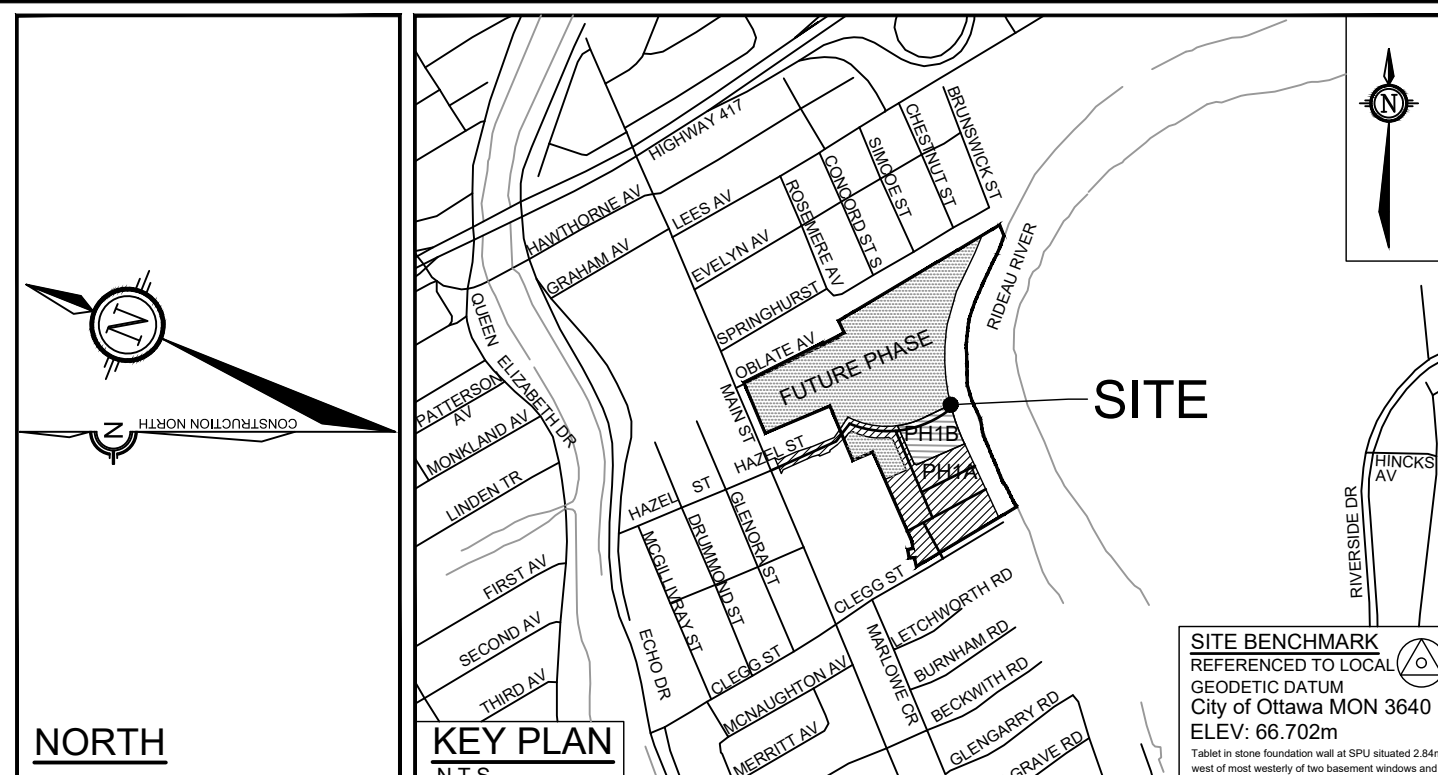 N
N
CONSTRUCTION NORTH
NORTH
HIGHWAY 417
BRUNSWICK ST
CHESTNUT ST
SIMCOE ST
CONCORD ST S
ROSEMERE AV
HAWTHORNE AV
LEES AV
GRAHAM AV
EVELYN AV
SPRINGHURST
OBLATE AV
QUEEN ELIZABETH DR
RIDEAU RIVER
FUTURE PHASE
SITE
PATTERSON
AV
MONKLAND AV
LINDEN TR
MAIN ST
HAZEL ST
HAZEL ST
PH1B
PH1A
GLENORA ST
DRUMMOND ST
MCGILLIVRAY ST
FIRST AV
SECOND AV
THIRD AV
ECHO DR
CLEGG ST
CLEGG ST
MCNAUGHTON AV
MERRITT AV
MARLOWE CR
LETCHWORTH RD
BURNHAM RD
BECKWITH RD
GLENGARRY RD
GRAVE RD
KEY PLAN
N.T.S.
N
HINCKS
AV
RIVERSIDE DR
SITE BENCHMARK
REFERENCED TO LOCAL
GEODETIC DATUM
City of Ottawa MON 3640
ELEV: 66.702m
Tablet in stone foundation wall at SPU situated 2.84m
west of most westerly of two basement windows and